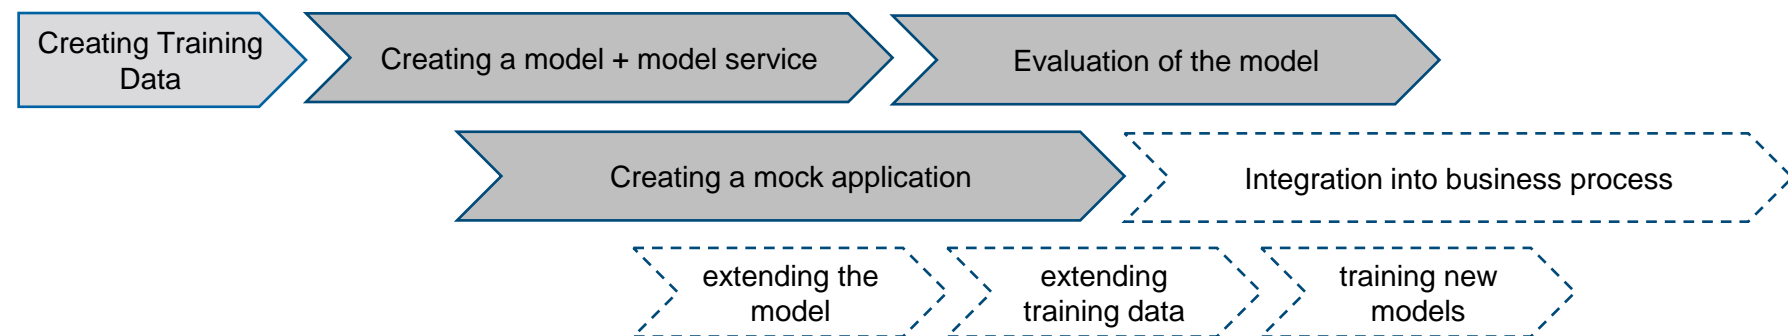 Creating Training
Data
Creating a model + model service
Evaluation of the model
Creating a mock application
Integration into business process
extending the
model
extending
training data
training new
models